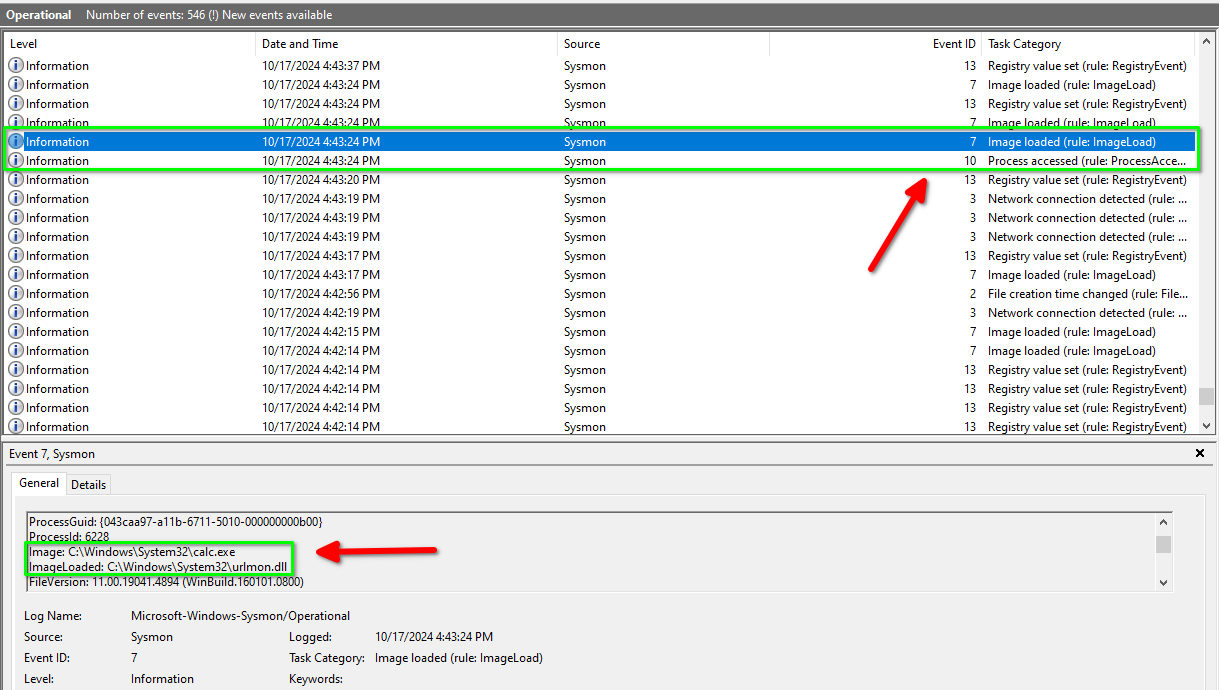 Operational Number of events: 546 (!) New events available
Level Date and Time Source Event ID Task Category
Information 10/17/2024 4:43:37 PM Sysmon 13 Registry value set (rule: RegistryEvent)
Information 10/17/2024 4:43:24 PM Sysmon 7 Image loaded (rule: ImageLoad)
Information 10/17/2024 4:43:24 PM Sysmon 13 Registry value set (rule: RegistryEvent)
Information 10/17/2024 4:43:24 PM Sysmon 7 Image loaded (rule: ImageLoad)
Information 10/17/2024 4:43:24 PM Sysmon 7 Image loaded (rule: ImageLoad)
Information 10/17/2024 4:43:24 PM Sysmon 10 Process accessed (rule: ProcessAcce...
Information 10/17/2024 4:43:20 PM Sysmon 13 Registry value set (rule: RegistryEvent)
Information 10/17/2024 4:43:19 PM Sysmon 3 Network connection detected (rule: ...
Information 10/17/2024 4:43:19 PM Sysmon 3 Network connection detected (rule: ...
Information 10/17/2024 4:43:19 PM Sysmon 3 Network connection detected (rule: ...
Information 10/17/2024 4:43:17 PM Sysmon 13 Registry value set (rule: RegistryEvent)
Information 10/17/2024 4:43:17 PM Sysmon 7 Image loaded (rule: ImageLoad)
Information 10/17/2024 4:42:56 PM Sysmon 2 File creation time changed (rule: File...
Information 10/17/2024 4:42:19 PM Sysmon 3 Network connection detected (rule: ...
Information 10/17/2024 4:42:15 PM Sysmon 7 Image loaded (rule: ImageLoad)
Information 10/17/2024 4:42:14 PM Sysmon 7 Image loaded (rule: ImageLoad)
Information 10/17/2024 4:42:14 PM Sysmon 13 Registry value set (rule: RegistryEvent)
Information 10/17/2024 4:42:14 PM Sysmon 13 Registry value set (rule: RegistryEvent)
Information 10/17/2024 4:42:14 PM Sysmon 13 Registry value set (rule: RegistryEvent)
Information 10/17/2024 4:42:14 PM Sysmon 13 Registry value set (rule: RegistryEvent)
Event 7, Sysmon
General Details
ProcessGuid: {043caa97-a11b-6711-5010-000000000b00}
ProcessId: 6228
Image: C:\Windows\System32\calc.exe
ImageLoaded: C:\Windows\System32\urlmon.dll
FileVersion: 11.00.19041.4894 (WinBuild.160101.0800)
Log Name: Microsoft-Windows-Sysmon/Operational
Source: Sysmon Logged: 10/17/2024 4:43:24 PM
Event ID: 7 Task Category: Image loaded (rule: ImageLoad)
Level: Information Keywords: